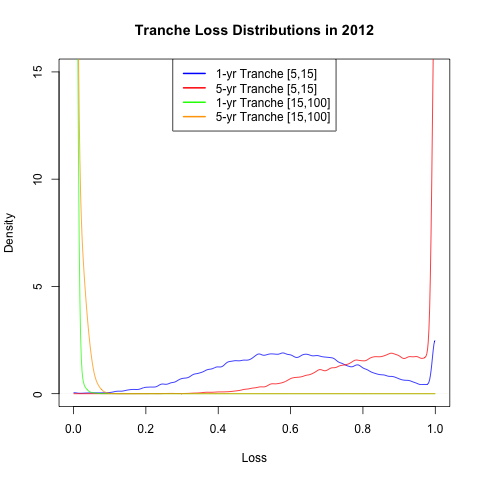 Tranche Loss Distributions in 2012
1-yr Tranche [5,15]
5-yr Tranche [5,15]
1-yr Tranche [15,100]
5-yr Tranche [15,100]
15
10
5
0
Density
0.0 0.2 0.4 0.6 0.8 1.0
Loss